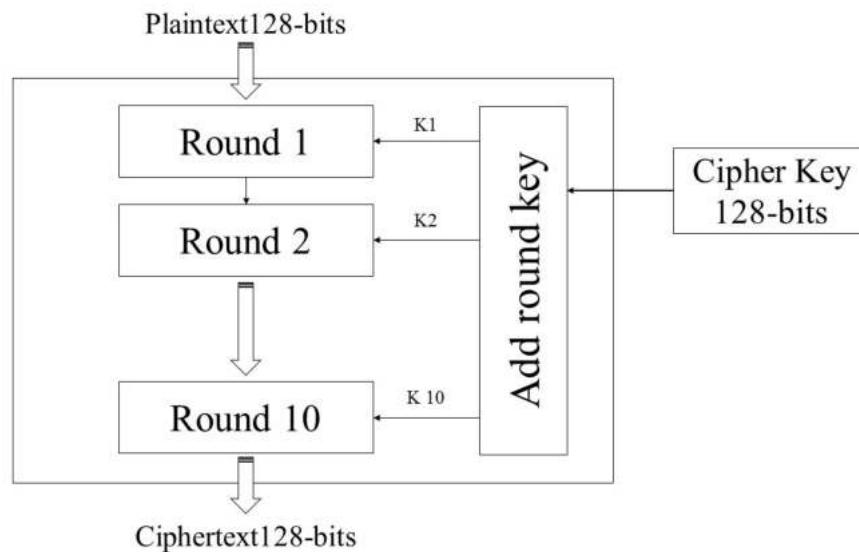 Plaintext128-bits
Round 1
K1
Round 2
K2
Round 10
K 10
Add round key
Cipher Key
128-bits
Ciphertext128-bits